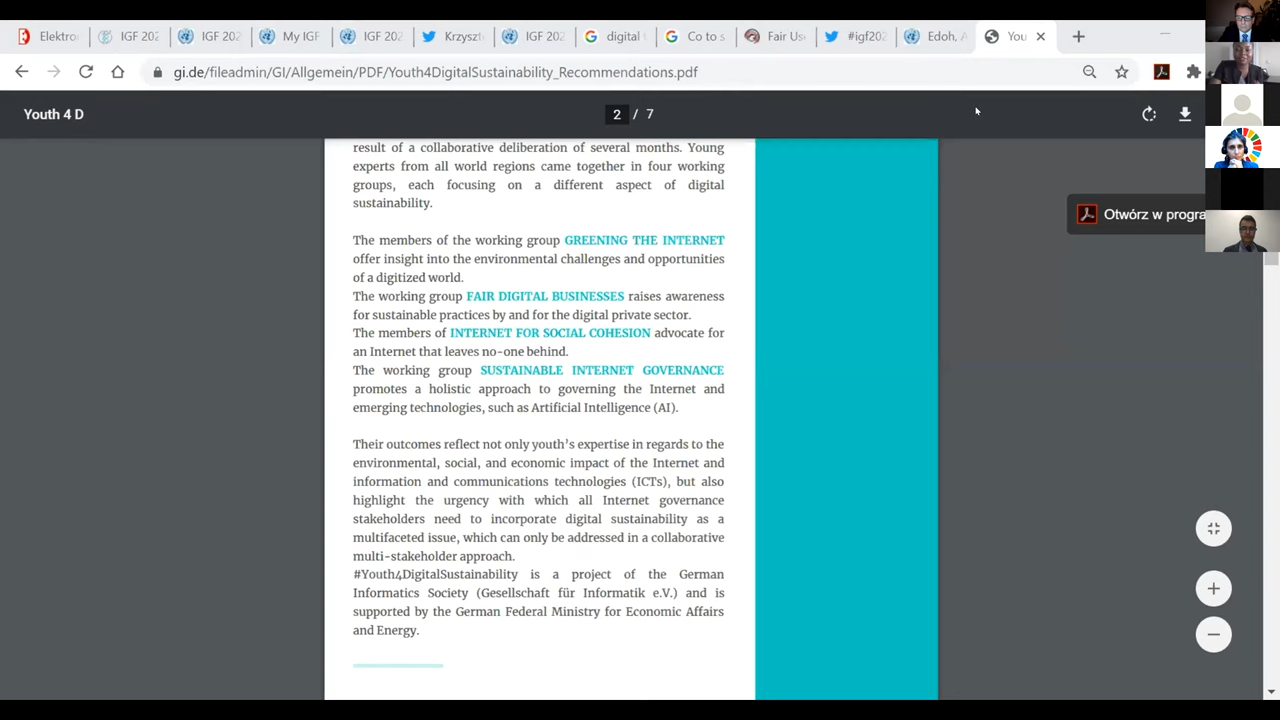 Elektron
IGF 202
IGF 202
My IGF
IGF 202
Krzyszt
IGF 202
digital
Co to s
Fair Use
#igf202
Edoh, A
You
gi.de/fileadmin/GI/Allgemein/PDF/Youth4DigitalSustainability_Recommendations.pdf
Youth 4 D
2 / 7
result of a collaborative deliberation of several months. Young
experts from all world regions came together in four working
groups, each focusing on a different aspect of digital
sustainability.
Otwórz w progra
The members of the working group GREENING THE INTERNET
offer insight into the environmental challenges and opportunities
of a digitized world.
The working group FAIR DIGITAL BUSINESSES raises awareness
for sustainable practices by and for the digital private sector.
The members of INTERNET FOR SOCIAL COHESION advocate for
an Internet that leaves no-one behind.
The working group SUSTAINABLE INTERNET GOVERNANCE
promotes a holistic approach to governing the Internet and
emerging technologies, such as Artificial Intelligence (AI).
Their outcomes reflect not only youth's expertise in regards to the
environmental, social, and economic impact of the Internet and
information and communications technologies (ICTs), but also
highlight the urgency with which all Internet governance
stakeholders need to incorporate digital sustainability as a
multifaceted issue, which can only be addressed in a collaborative
multi-stakeholder approach.
#Youth4DigitalSustainability is a project of the German
Informatics Society (Gesellschaft für Informatik e.V.) and is
supported by the German Federal Ministry for Economic Affairs
and Energy.